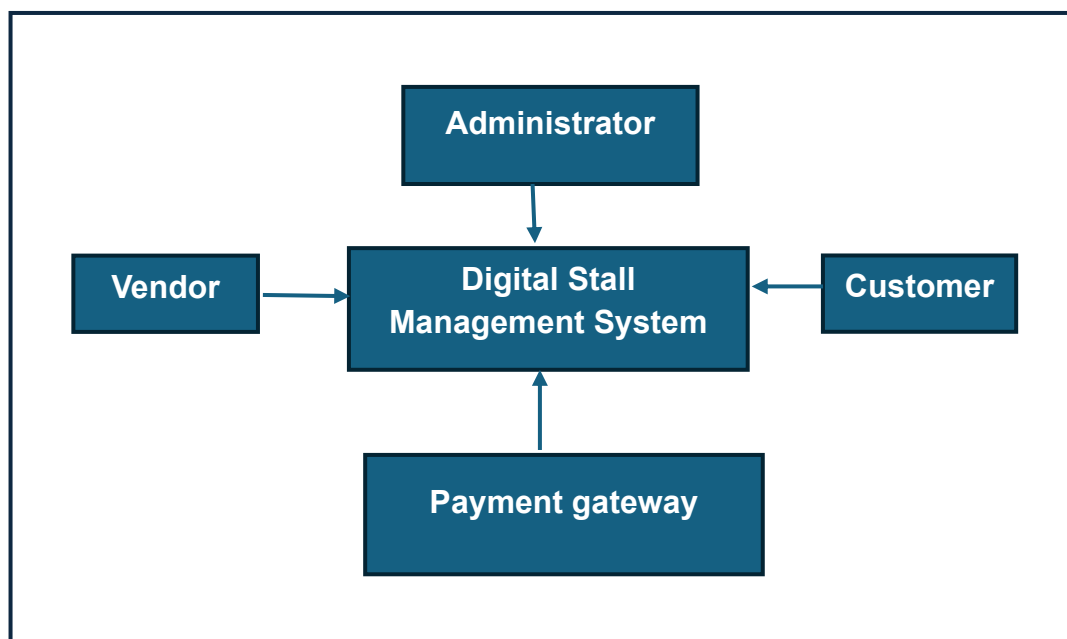 Administrator
Vendor
Digital Stall
Management System
Customer
Payment gateway